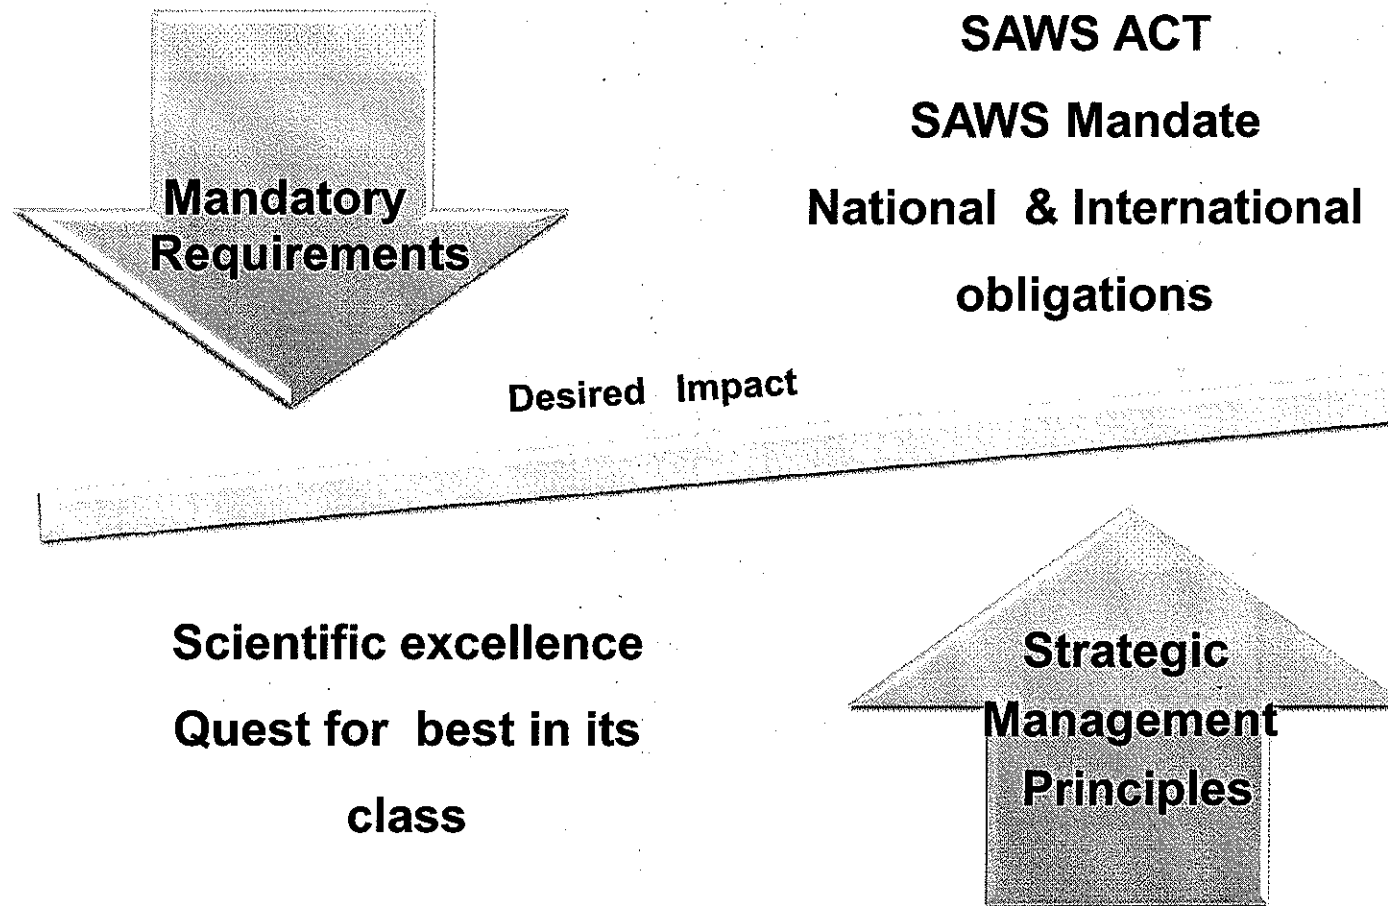 Mandatory
Requirements
SAWS ACT
SAWS Mandate
National & International
obligations
Desired Impact
Scientific excellence
Quest for best in its
class
Strategic
Management
Principles